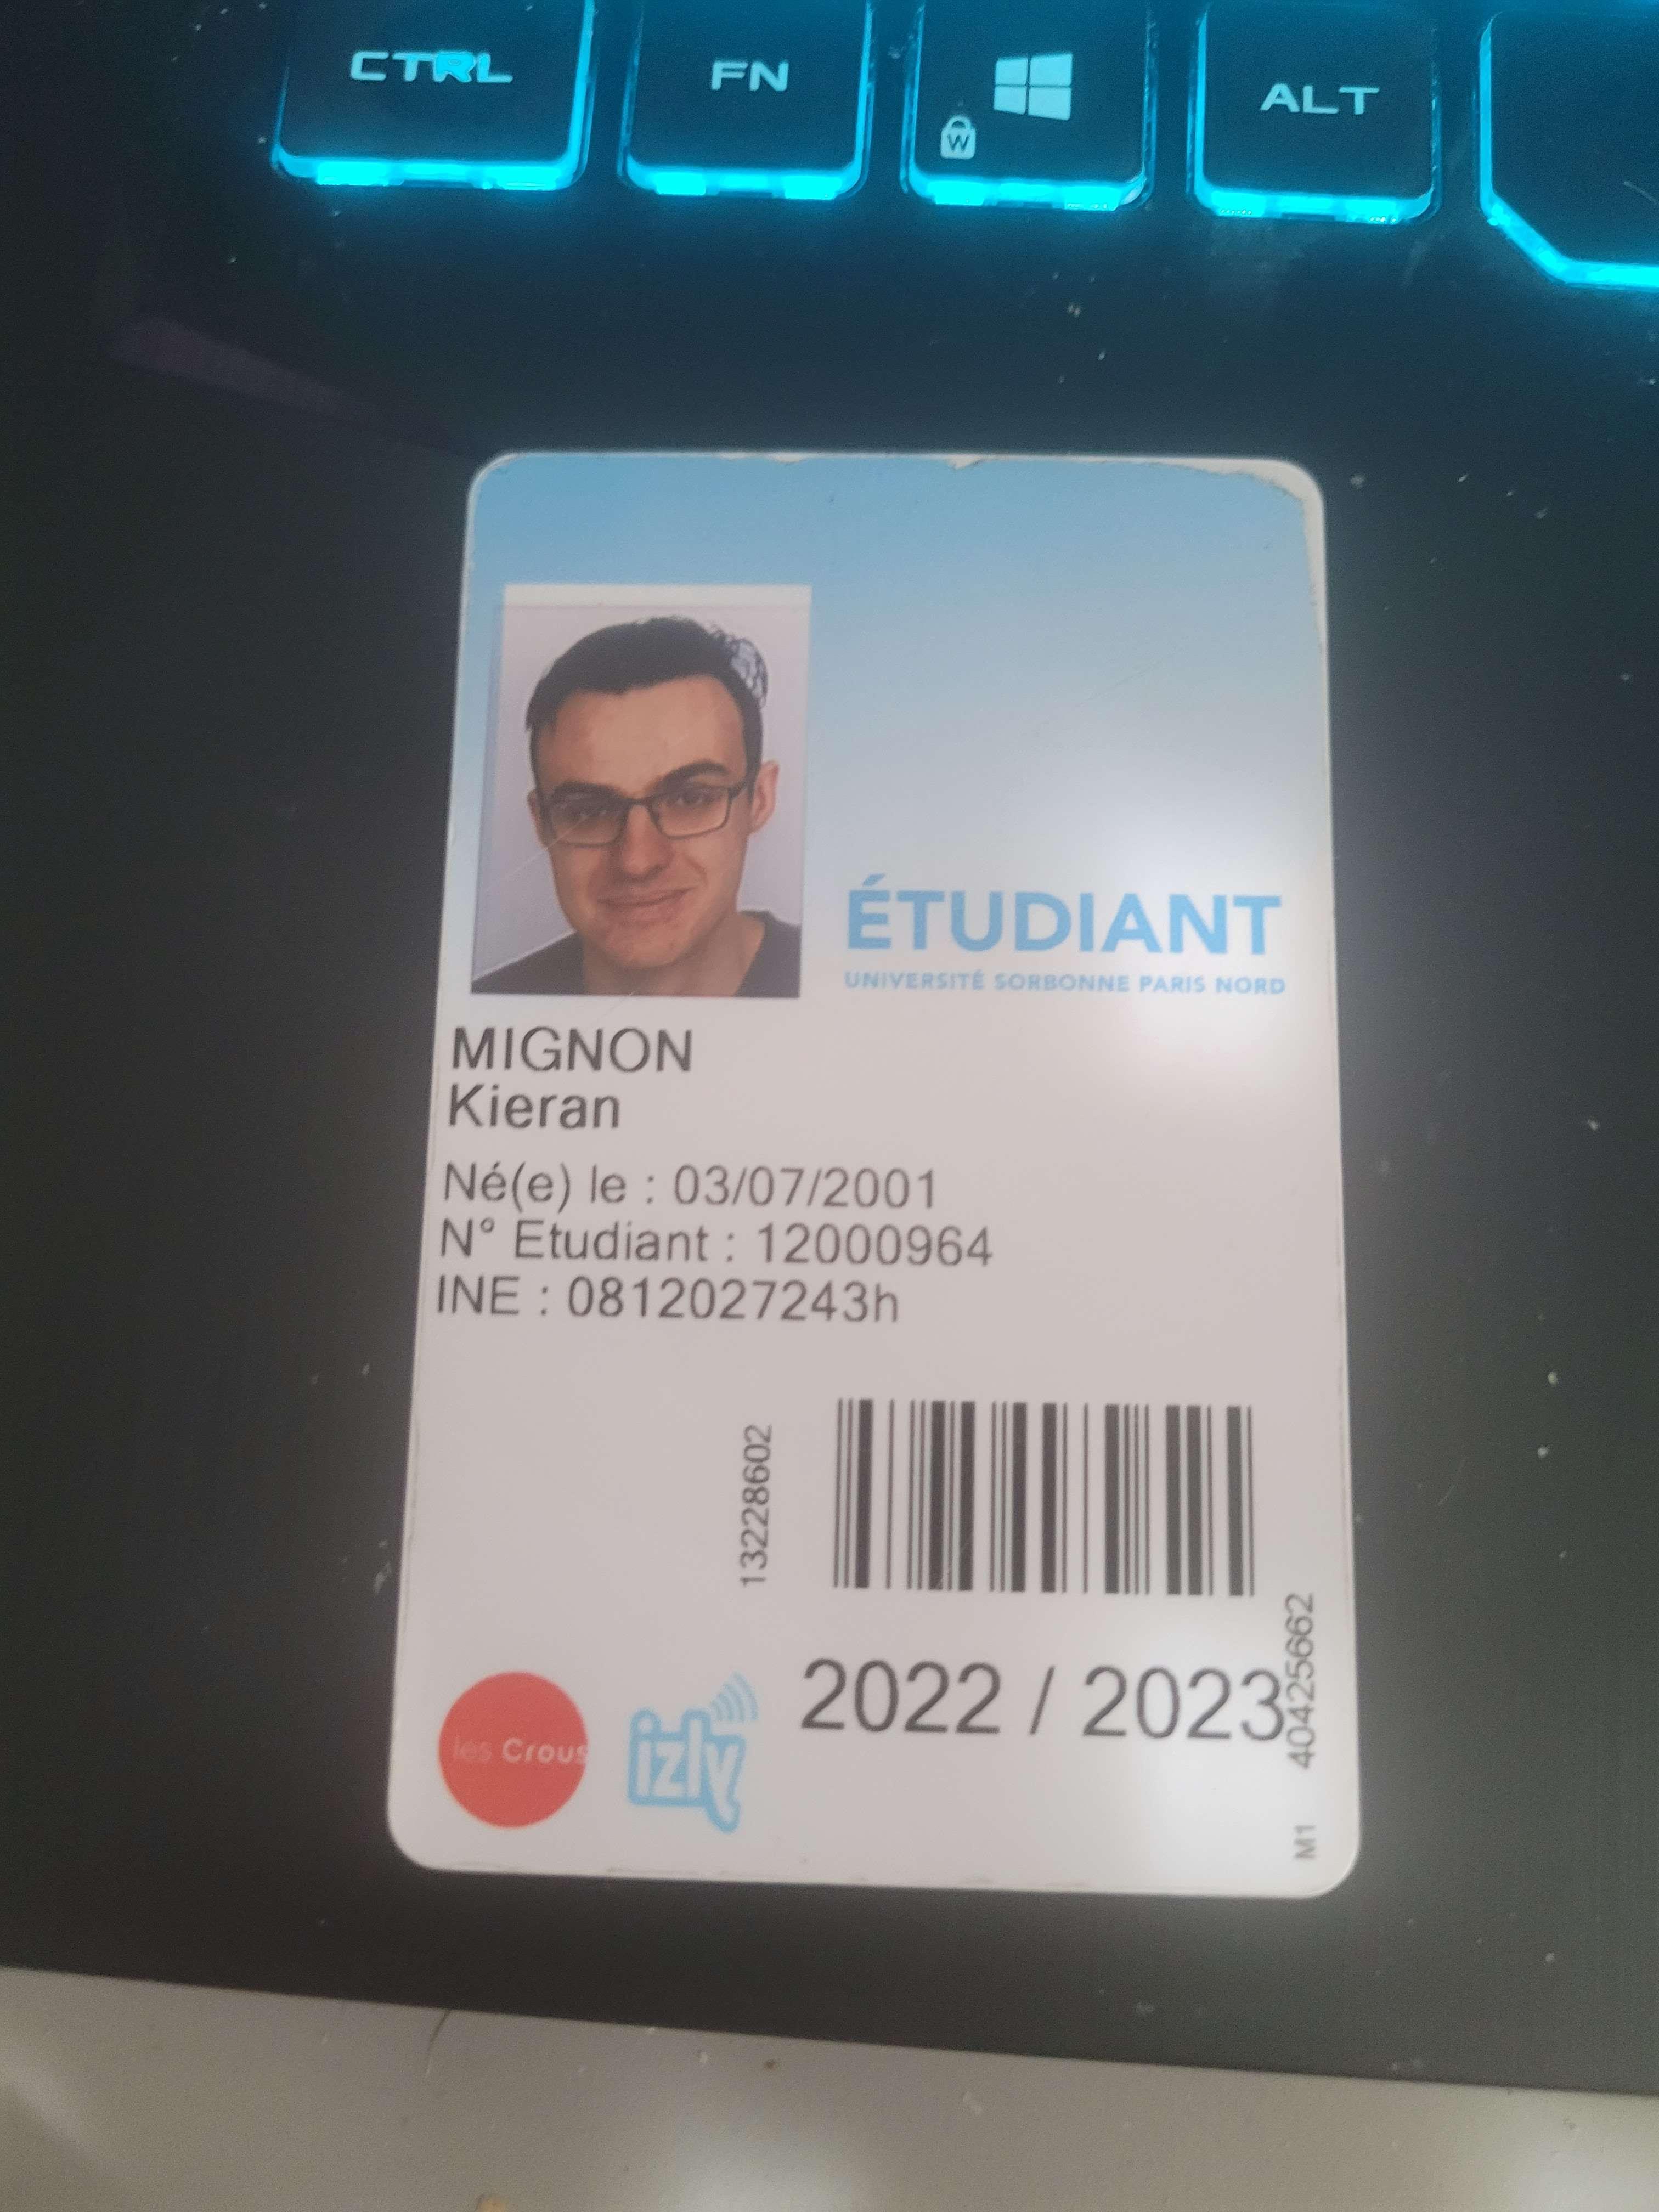 CTRL
FN
W
ALT
ÉTUDIANT
UNIVERSITÉ SORBONNE PARIS NORD
MIGNON
Kieran
Né(e) le : 03/07/2001
N° Etudiant : 12000964
INE : 0812027243h
13228602
2022 / 2023
40425662
les Crous
izly
M1